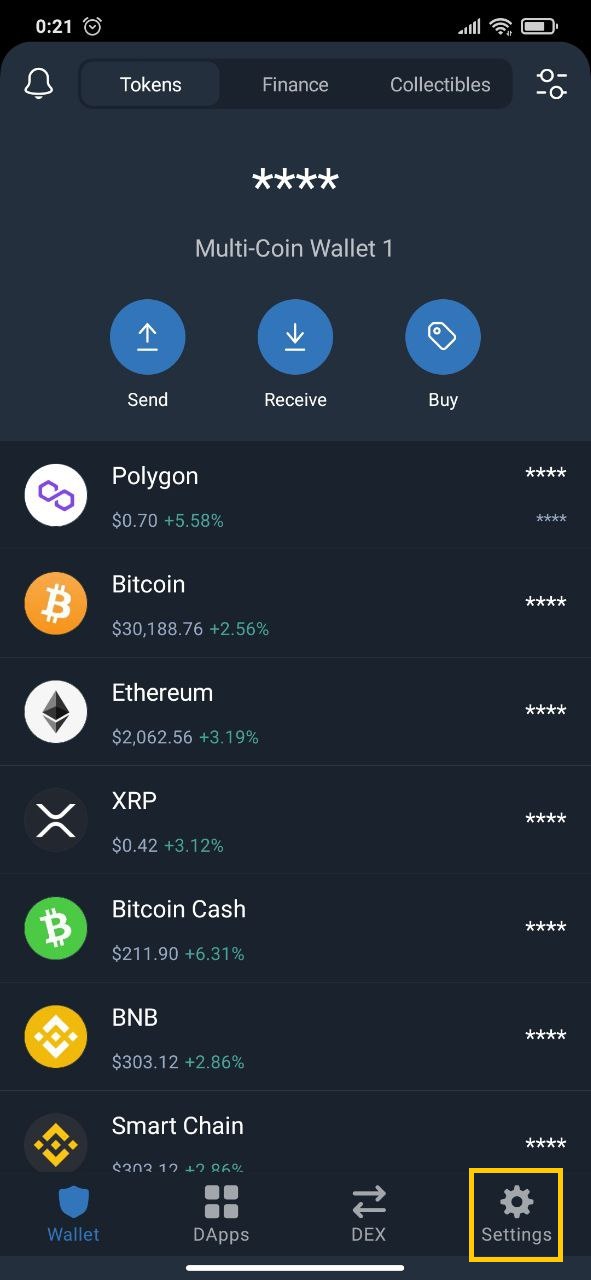 0:21
Tokens Finance Collectibles
****
Multi-Coin Wallet 1
Send Receive Buy
Polygon ****
$0.70 +5.58% ****
Bitcoin
$30,188.76 +2.56% ****
Ethereum
$2,062.56 +3.19% ****
XRP
$0.42 +3.12% ****
Bitcoin Cash
$211.90 +6.31% ****
BNB
$303.12 +2.86% ****
Smart Chain
$303.12 +2.86% ****
Wallet DApps DEX Settings